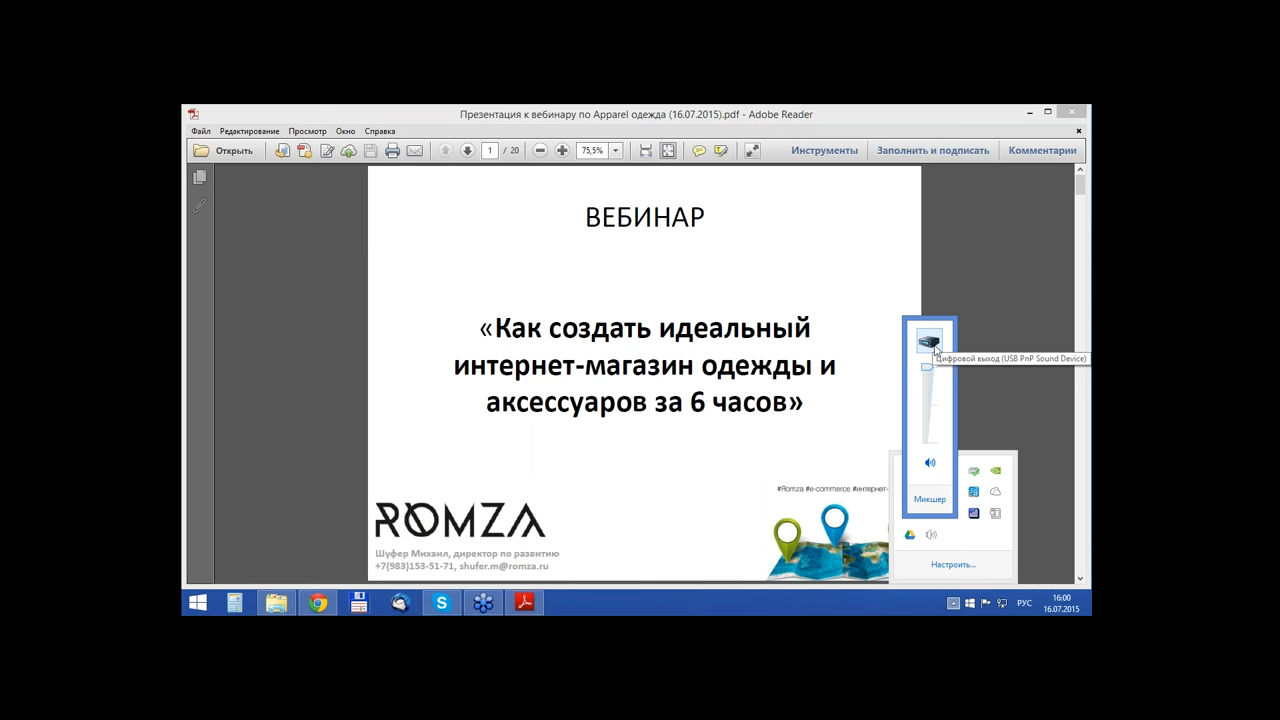 Презентация к вебинару по Apparel одежда (16.07.2015).pdf - Adobe Reader
Файл Редактирование Просмотр Окно Справка
Открыть 1 / 20 75,5% Инструменты Заполнить и подписать Комментарии
ВЕБИНАР
«Как создать идеальный
интернет-магазин одежды и
аксессуаров за 6 часов»
Цифровой выход (USB PnP Sound Device)
Микшер
#Romza #e-commerce #интернет-
ROMZA
Шуфер Михаил, директор по развитию
+7(983)153-51-71, shufer.m@romza.ru
Настроить...
РУС 16:00
16.07.2015